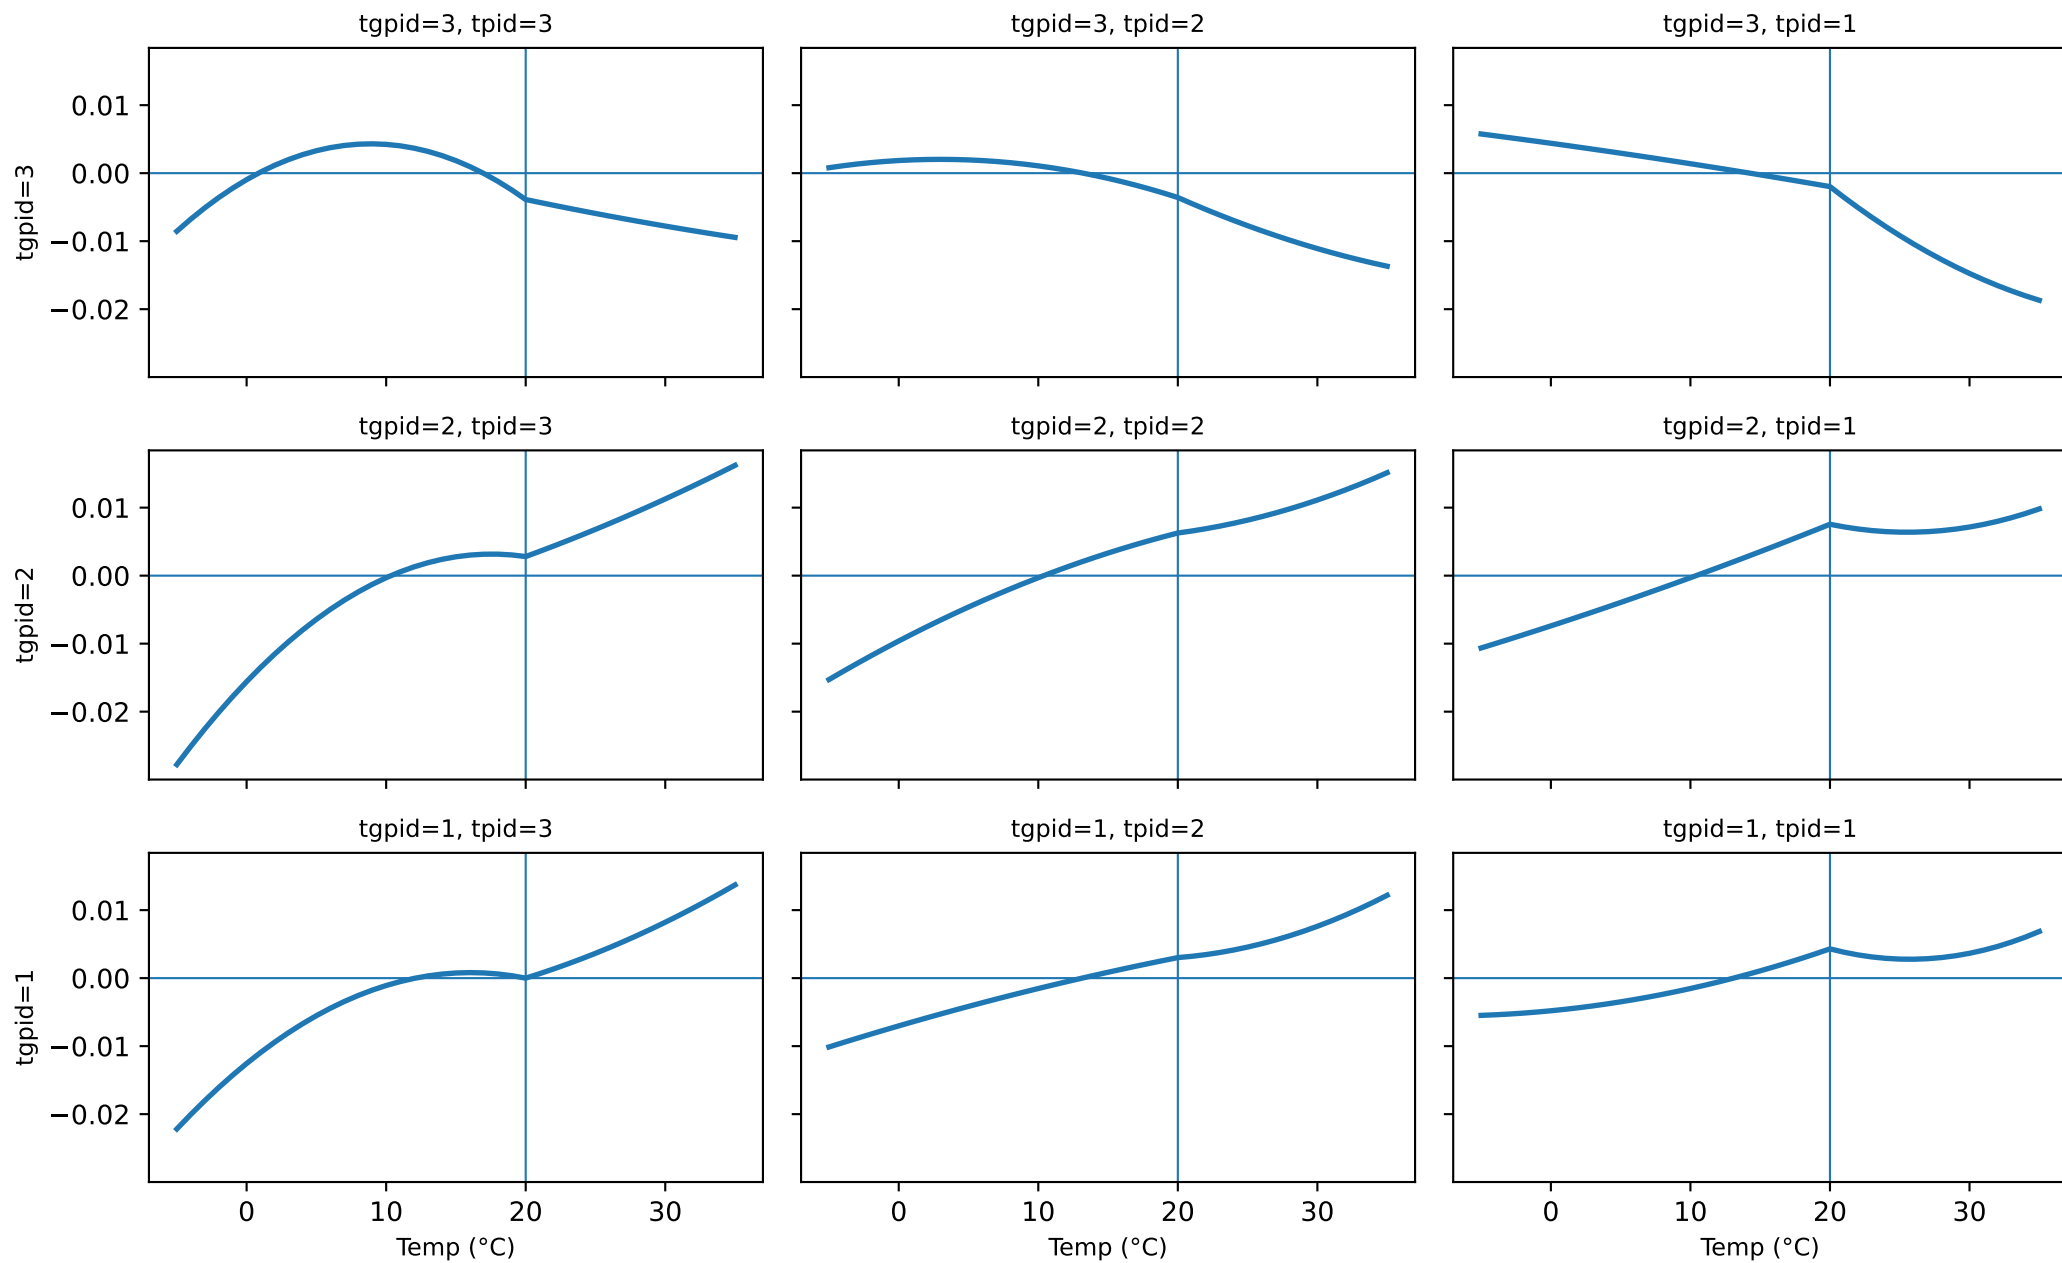 tgpid=3, tpid=3
tgpid=3, tpid=2
tgpid=3, tpid=1
tgpid=3
0.01
0.00
−0.01
−0.02
tgpid=2, tpid=3
tgpid=2, tpid=2
tgpid=2, tpid=1
tgpid=2
0.01
0.00
−0.01
−0.02
tgpid=1, tpid=3
tgpid=1, tpid=2
tgpid=1, tpid=1
tgpid=1
0.01
0.00
−0.01
−0.02
0 10 20 30
0 10 20 30
0 10 20 30
Temp (°C)
Temp (°C)
Temp (°C)